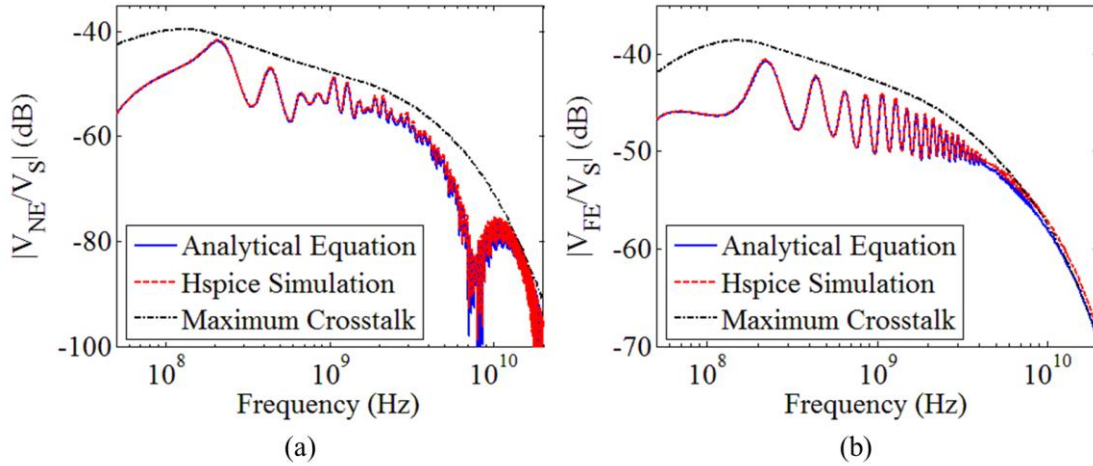 -40
-60
-80
-100
|V_NE/V_S| (dB)
Analytical Equation
Hspice Simulation
Maximum Crosstalk
10^8
10^9
10^10
Frequency (Hz)
(a)
-40
-50
-60
-70
|V_FE/V_S| (dB)
Analytical Equation
Hspice Simulation
Maximum Crosstalk
10^8
10^9
10^10
Frequency (Hz)
(b)